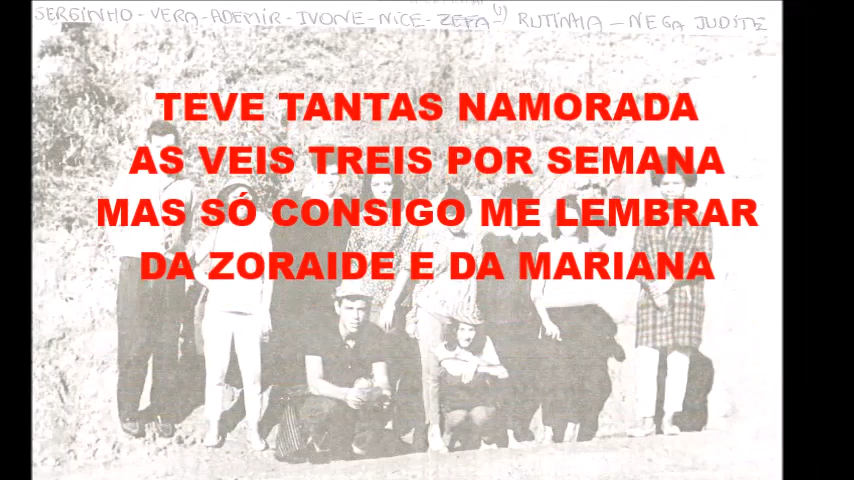 SERGINHO - VERA - ADEMIR - IVONE - NICE - ZEFA - (J) RUTINHA - NEGA JUDITE
TEVE TANTAS NAMORADA
AS VEIS TREIS POR SEMANA
MAS SÓ CONSIGO ME LEMBRAR
DA ZORAIDE E DA MARIANA